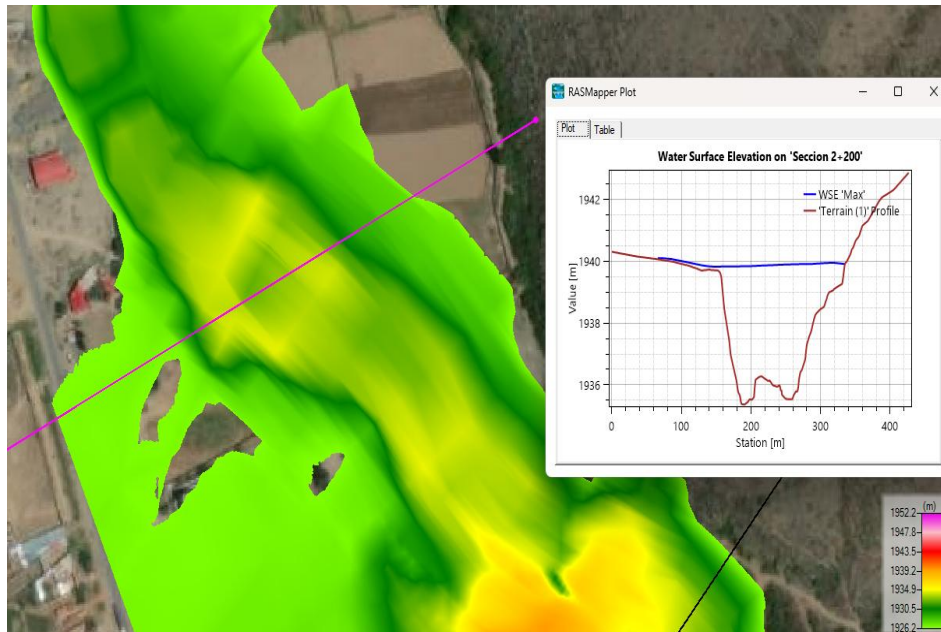 RASMapper Plot
Plot
Table
Water Surface Elevation on 'Seccion 2+200'
WSE 'Max'
'Terrain (1)' Profile
Value [m]
1942
1940
1938
1936
0
100
200
300
400
Station [m]
(m)
1952.2
1947.8
1943.5
1939.2
1934.9
1930.5
1926.2